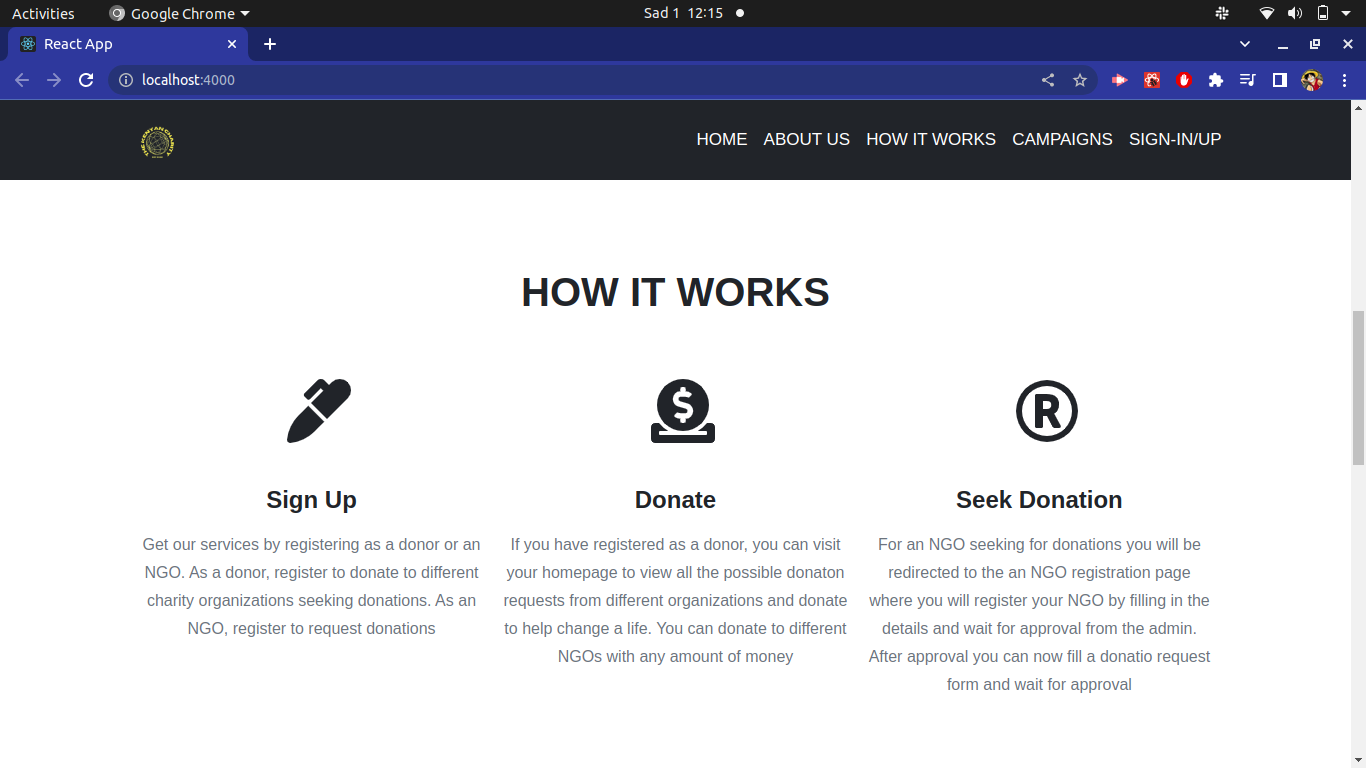 Activities
Google Chrome
Sad 1 12:15
React App
localhost:4000
THE KENYAN CHARITY
HOME
ABOUT US
HOW IT WORKS
CAMPAIGNS
SIGN-IN/UP
HOW IT WORKS
$
R
Sign Up
Get our services by registering as a donor or an
NGO. As a donor, register to donate to different
charity organizations seeking donations. As an
NGO, register to request donations
Donate
If you have registered as a donor, you can visit
your homepage to view all the possible donaton
requests from different organizations and donate
to help change a life. You can donate to different
NGOs with any amount of money
Seek Donation
For an NGO seeking for donations you will be
redirected to the an NGO registration page
where you will register your NGO by filling in the
details and wait for approval from the admin.
After approval you can now fill a donatio request
form and wait for approval